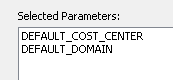 Selected Parameters:
DEFAULT_COST_CENTER
DEFAULT_DOMAIN